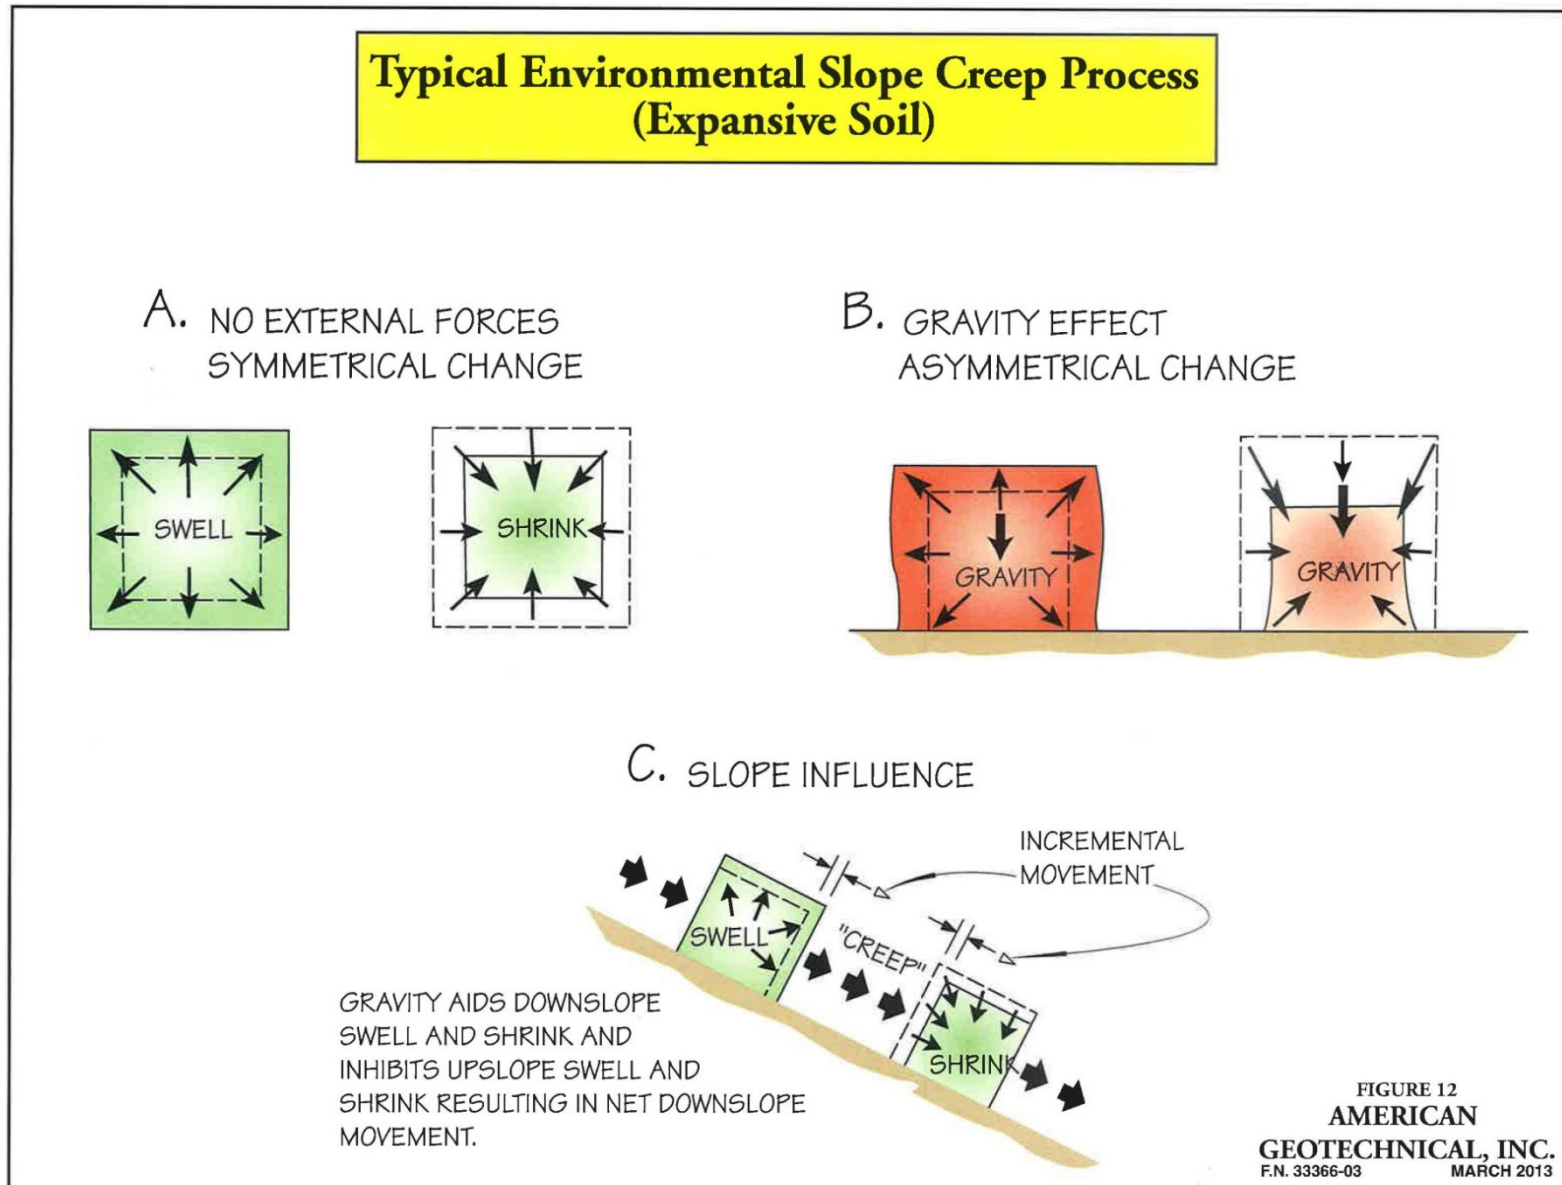 Typical Environmental Slope Creep Process
(Expansive Soil)
A. NO EXTERNAL FORCES
SYMMETRICAL CHANGE
SWELL
SHRINK
B. GRAVITY EFFECT
ASYMMETRICAL CHANGE
GRAVITY
GRAVITY
C. SLOPE INFLUENCE
INCREMENTAL
MOVEMENT
SWELL
"CREEP"
SHRINK
GRAVITY AIDS DOWNSLOPE
SWELL AND SHRINK AND
INHIBITS UPSLOPE SWELL AND
SHRINK RESULTING IN NET DOWNSLOPE
MOVEMENT.
FIGURE 12
AMERICAN
GEOTECHNICAL, INC.
F.N. 33366-03 MARCH 2013